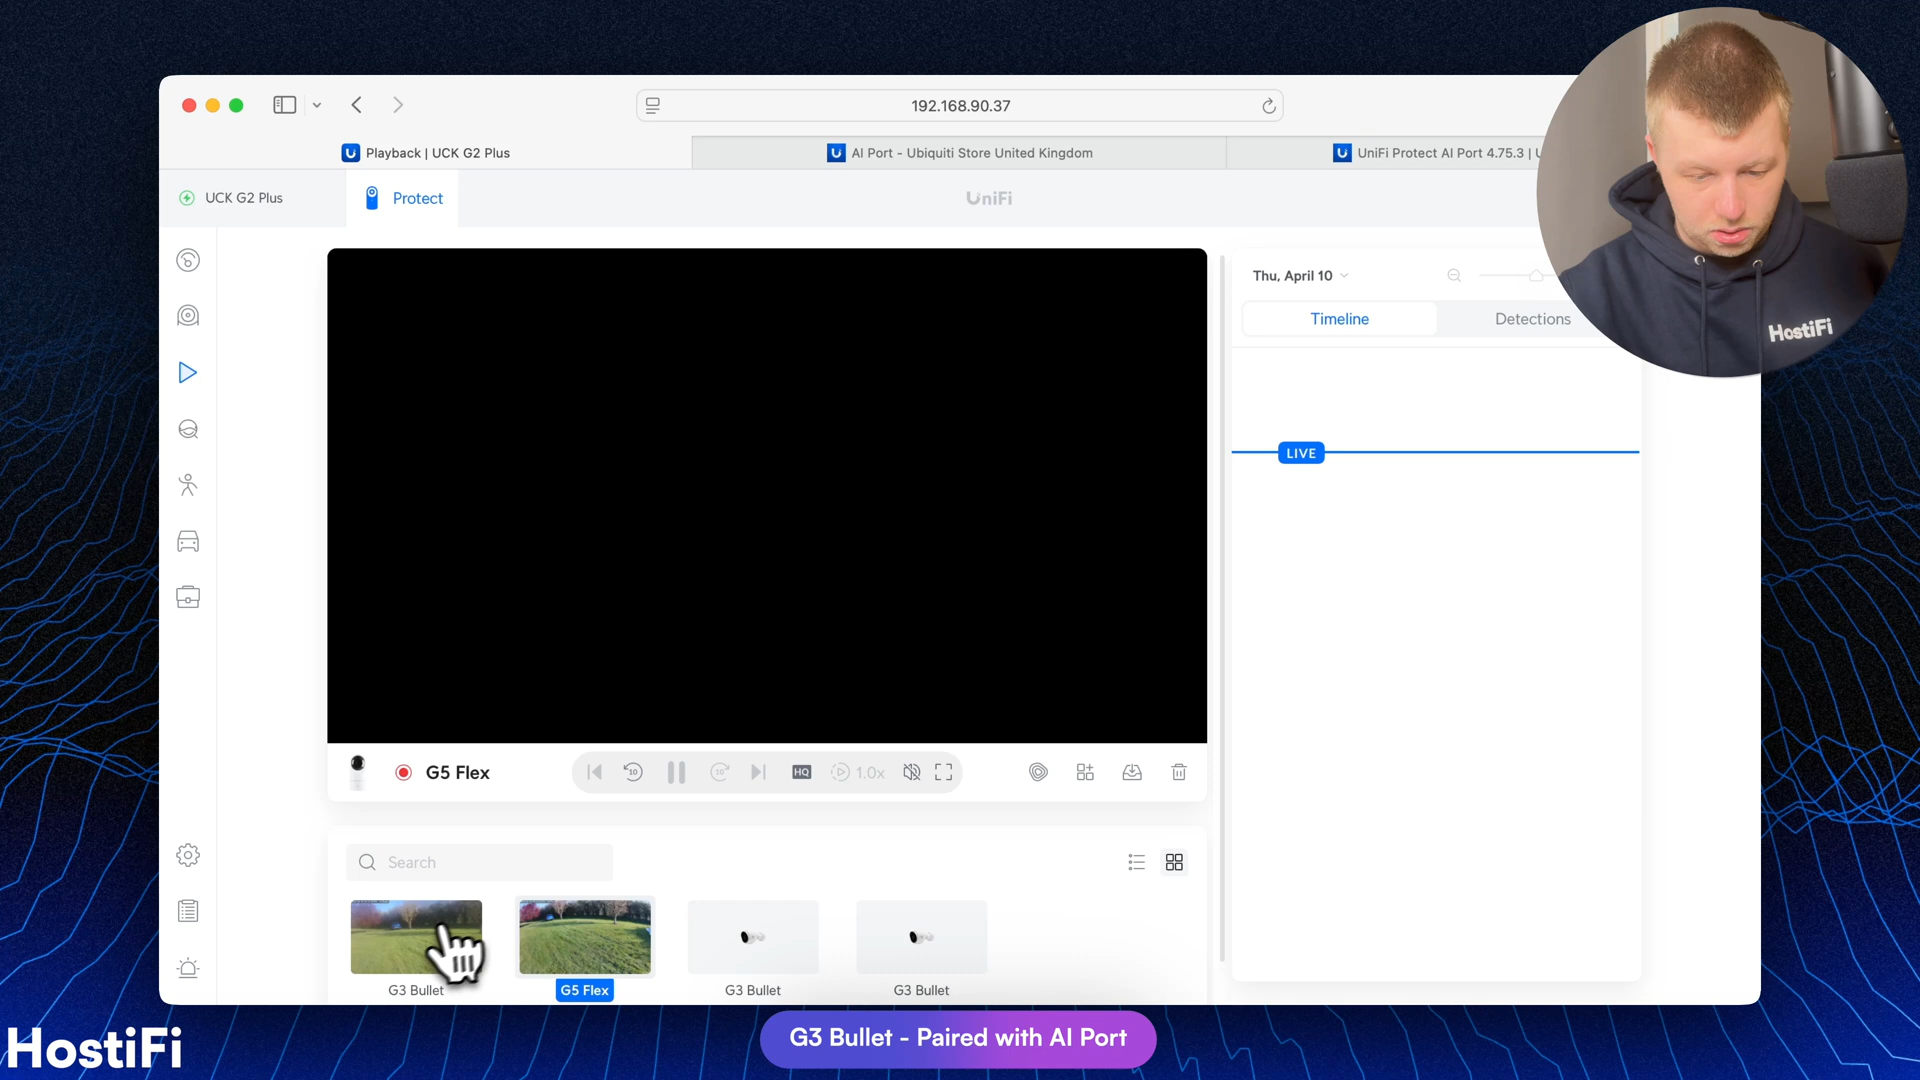 192.168.90.37
Playback | UCK G2 Plus
AI Port - Ubiquiti Store United Kingdom
UniFi Protect AI Port 4.75.3 | U
UCK G2 Plus
Protect
UniFi
Thu, April 10
Timeline
Detections
HostiFi
LIVE
G5 Flex
10
10
HQ
1.0x
Search
G3 Bullet
G5 Flex
G3 Bullet
G3 Bullet
HostiFi
G3 Bullet - Paired with AI Port